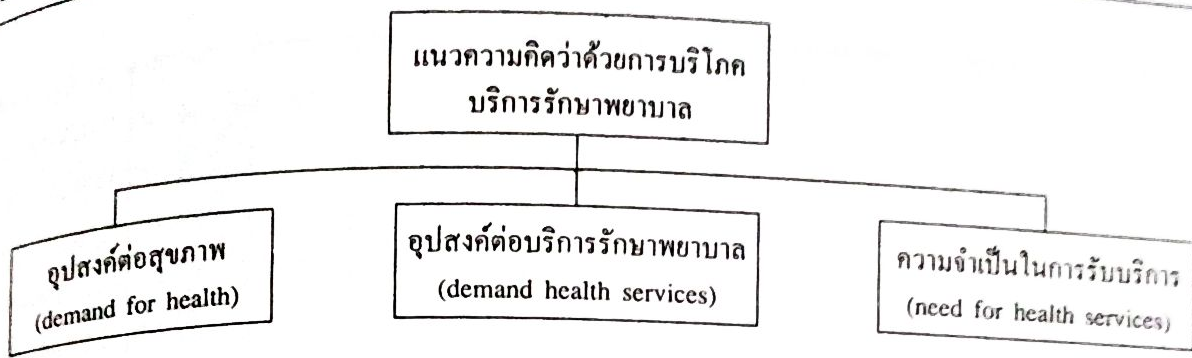 แนวความคิดว่าด้วยการบริโภค
บริการรักษาพยาบาล
อุปสงค์ต่อสุขภาพ
(demand for health)
อุปสงค์ต่อบริการรักษาพยาบาล
(demand health services)
ความจำเป็นในการรับบริการ
(need for health services)